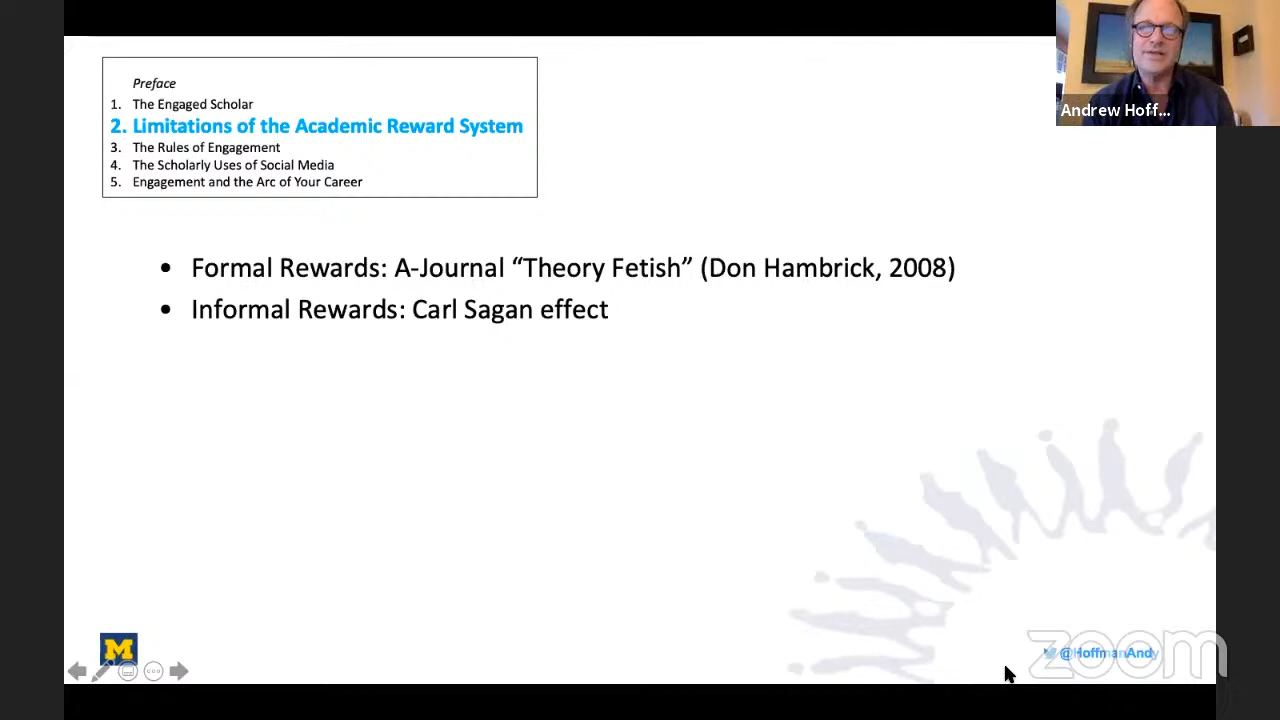 Preface
1. The Engaged Scholar
2. Limitations of the Academic Reward System
3. The Rules of Engagement
4. The Scholarly Uses of Social Media
5. Engagement and the Arc of Your Career
Andrew Hoff...
• Formal Rewards: A-Journal “Theory Fetish” (Don Hambrick, 2008)
• Informal Rewards: Carl Sagan effect
M
@HoffmanAndy
zoom